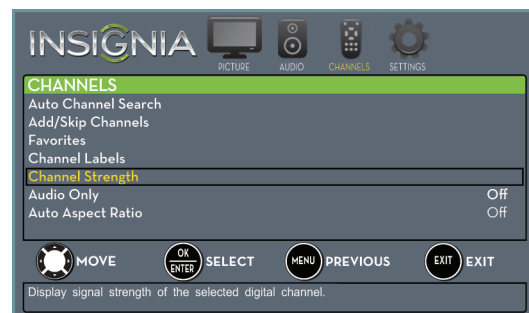 INSIGNIA
PICTURE AUDIO CHANNELS SETTINGS
CHANNELS
Auto Channel Search
Add/Skip Channels
Favorites
Channel Labels
Channel Strength
Audio Only Off
Auto Aspect Ratio Off
MOVE OK ENTER SELECT MENU PREVIOUS EXIT EXIT
Display signal strength of the selected digital channel.